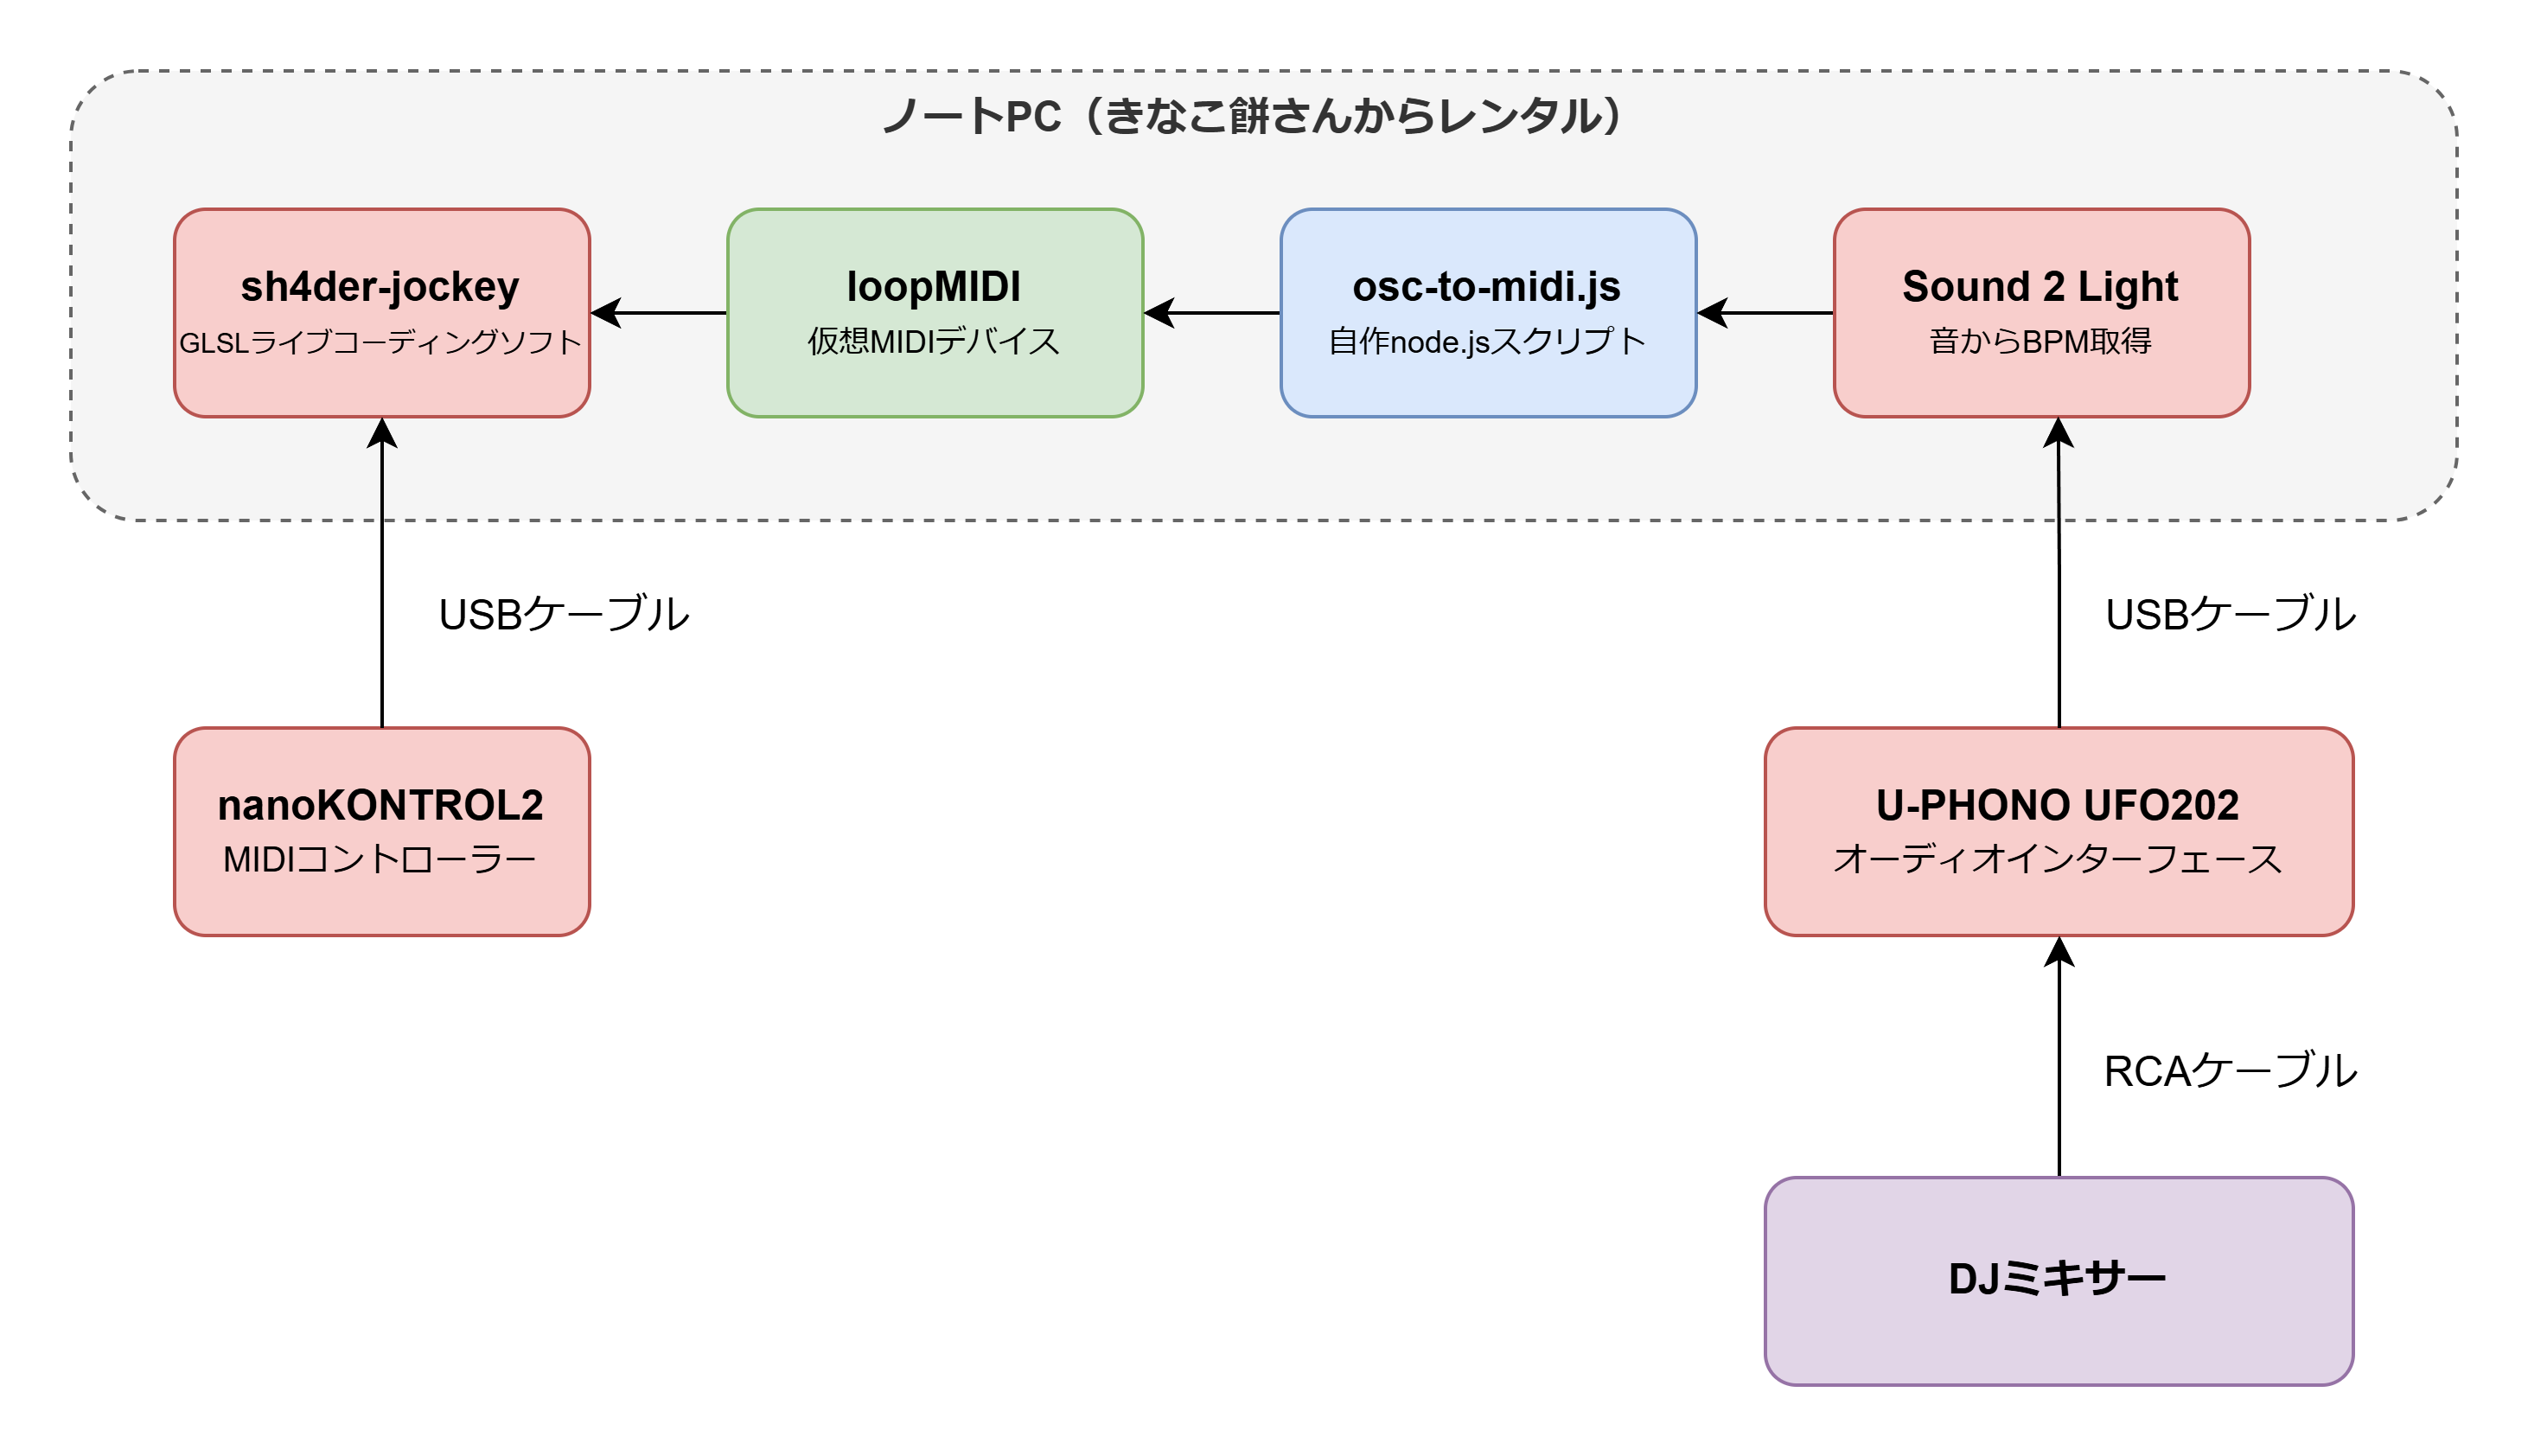 ノートPC（きなこ餅さんからレンタル）
sh4der-jockey
GLSLライブコーディングソフト
loopMIDI
仮想MIDIデバイス
osc-to-midi.js
自作node.jsスクリプト
Sound 2 Light
音からBPM取得
USBケーブル
USBケーブル
nanoKONTROL2
MIDIコントローラー
U-PHONO UFO202
オーディオインターフェース
RCAケーブル
DJミキサー